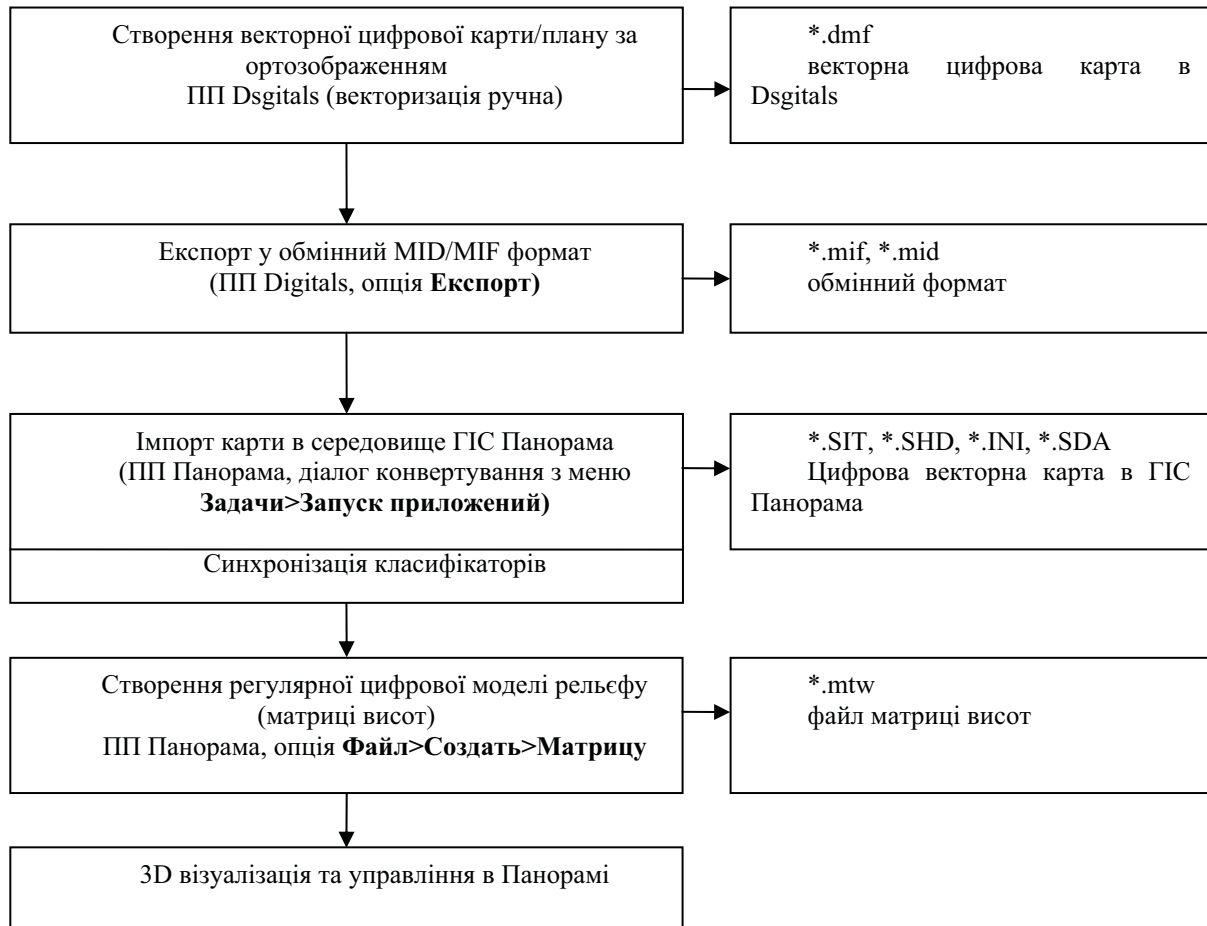 Створення векторної цифрової карти/плану за
ортозображенням
ПП Dsgitals (векторизація ручна)
*.dmf
векторна цифрова карта в
Dsgitals
Експорт у обмінний MID/MIF формат
(ПП Digitals, опція Експорт)
*.mif, *.mid
обмінний формат
Імпорт карти в середовище ГІС Панорама
(ПП Панорама, діалог конвертування з меню
Задачи>Запуск приложений)
Синхронізація класифікаторів
*.SIT, *.SHD, *.INI, *.SDA
Цифрова векторна карта в ГІС
Панорама
Створення регулярної цифрової моделі рельєфу
(матриці висот)
ПП Панорама, опція Файл>Создать>Матрицу
*.mtw
файл матриці висот
3D візуалізація та управління в Панорамі